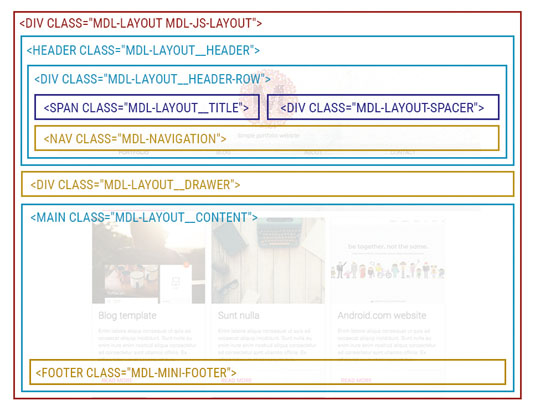 <DIV CLASS="MDL-LAYOUT MDL-JS-LAYOUT">
<HEADER CLASS="MDL-LAYOUT__HEADER">
<DIV CLASS="MDL-LAYOUT__HEADER-ROW">
<SPAN CLASS="MDL-LAYOUT__TITLE"> <DIV CLASS="MDL-LAYOUT-SPACER">
Simple portfolio website
<NAV CLASS="MDL-NAVIGATION">
<DIV CLASS="MDL-LAYOUT__DRAWER">
<MAIN CLASS="MDL-LAYOUT__CONTENT">
be together. not the same.
Blog template Sunt nulla Android.com website
<FOOTER CLASS="MDL-MINI-FOOTER">
READ MORE READ MORE READ MORE